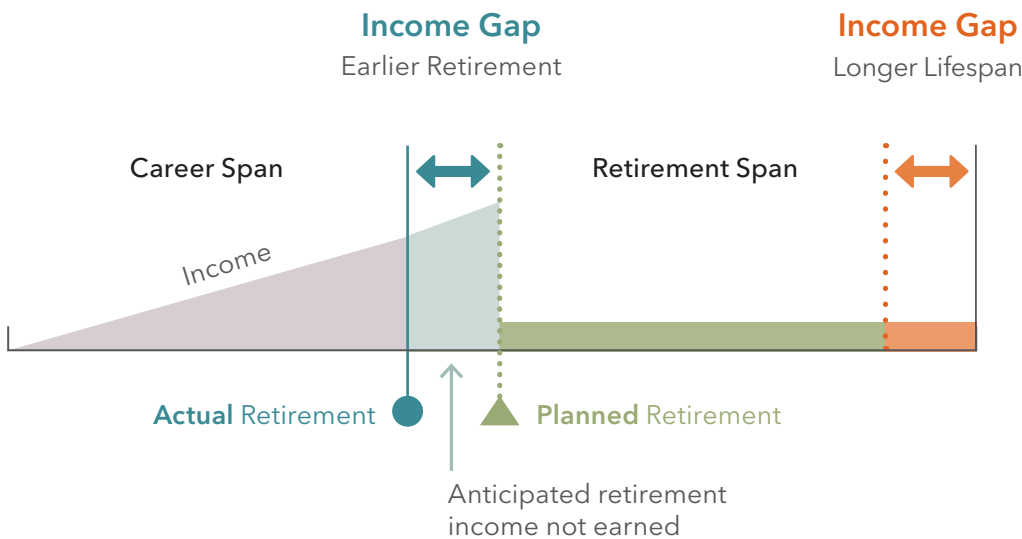 Income Gap
Earlier Retirement
Income Gap
Longer Lifespan
Career Span
Retirement Span
Income
Actual Retirement
Planned Retirement
Anticipated retirement
income not earned